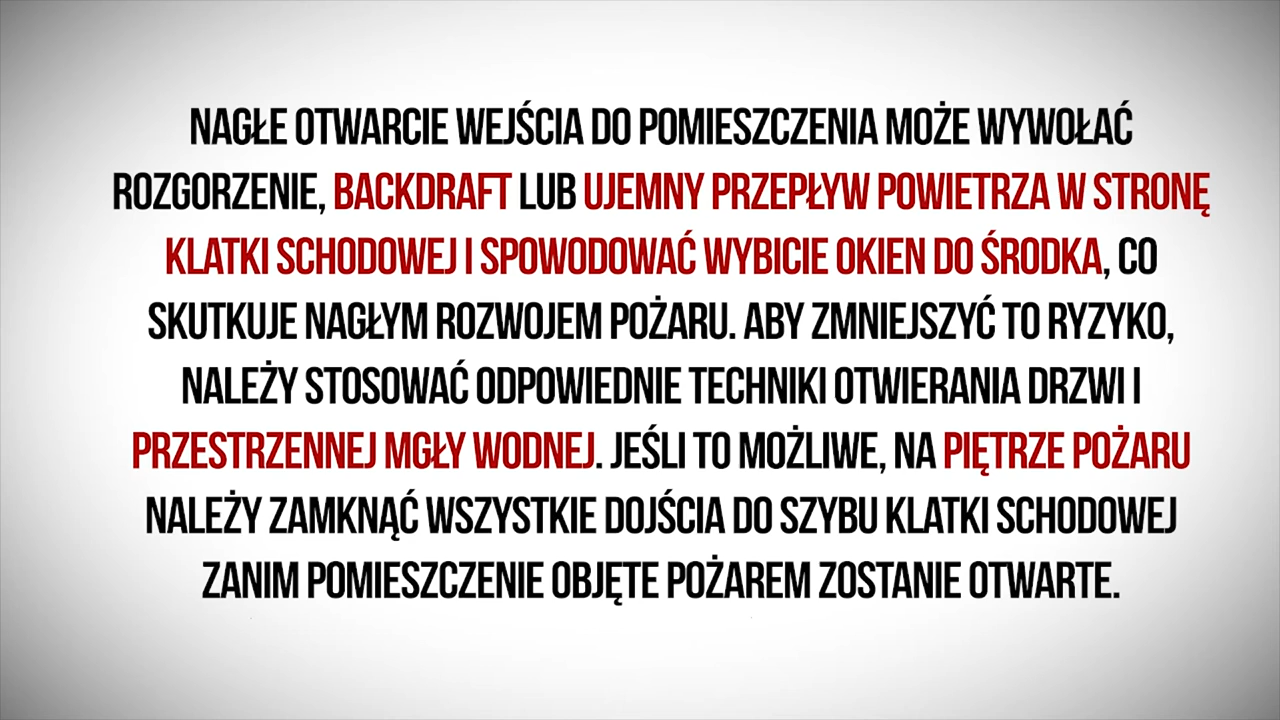 NAGŁE OTWARCIE WEJŚCIA DO POMIESZCZENIA MOŻE WYWOŁAĆ
ROZGORZENIE, BACKDRAFT LUB UJEMNY PRZEPŁYW POWIETRZA W STRONĘ
KLATKI SCHODOWEJ I SPOWODOWAĆ WYBICIE OKIEN DO ŚRODKA, CO
SKUTKUJE NAGŁYM ROZWOJEM POŻARU. ABY ZMNIEJSZYĆ TO RYZYKO,
NALEŻY STOSOWAĆ ODPOWIEDNIE TECHNIKI OTWIERANIA DRZWI I
PRZESTRZENNEJ MGŁY WODNEJ. JEŚLI TO MOŻLIWE, NA PIĘTRZE POŻARU
NALEŻY ZAMKNĄĆ WSZYSTKIE DOJŚCIA DO SZYBU KLATKI SCHODOWEJ
ZANIM POMIESZCZENIE OBJĘTE POŻAREM ZOSTANIE OTWARTE.